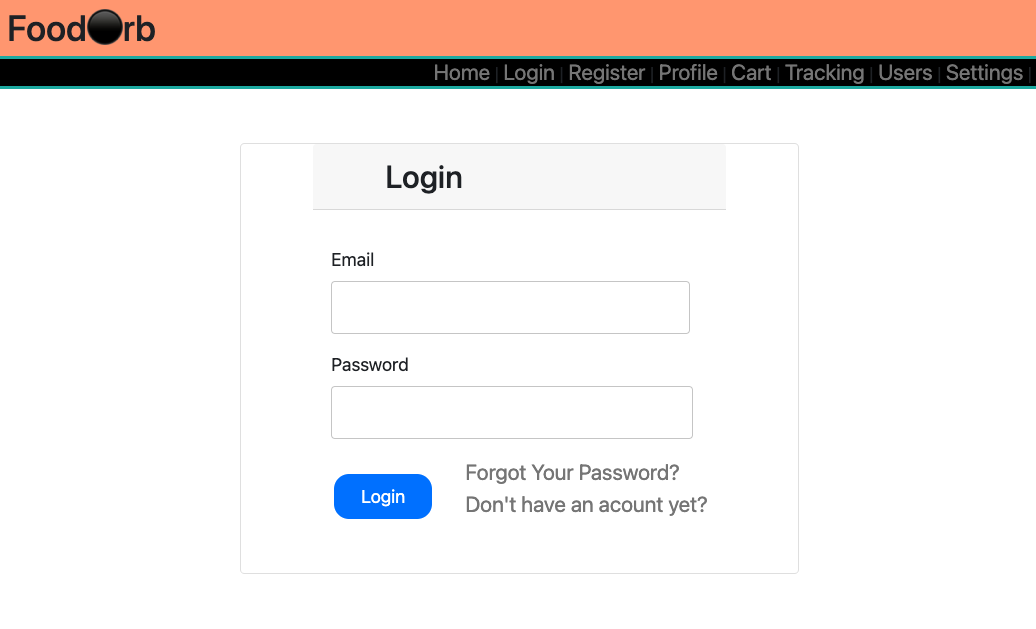 Food⚫rb
Home | Login | Register | Profile | Cart | Tracking | Users | Settings |
Login
Email
Password
Login
Forgot Your Password?
Don't have an acount yet?